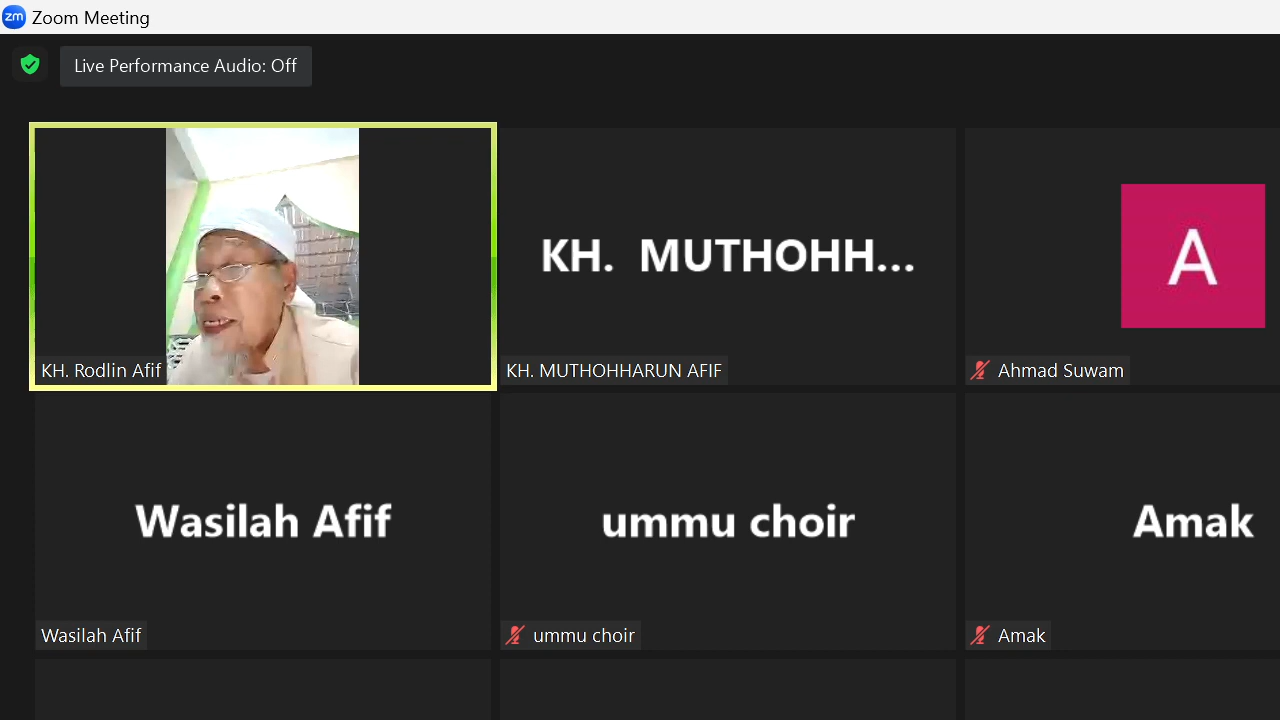 zm Zoom Meeting
Live Performance Audio: Off
KH. MUTHOHH...
A
KH. Rodlin Afif
KH. MUTHOHHARUN AFIF
Ahmad Suwam
Wasilah Afif
ummu choir
Amak
Wasilah Afif
ummu choir
Amak